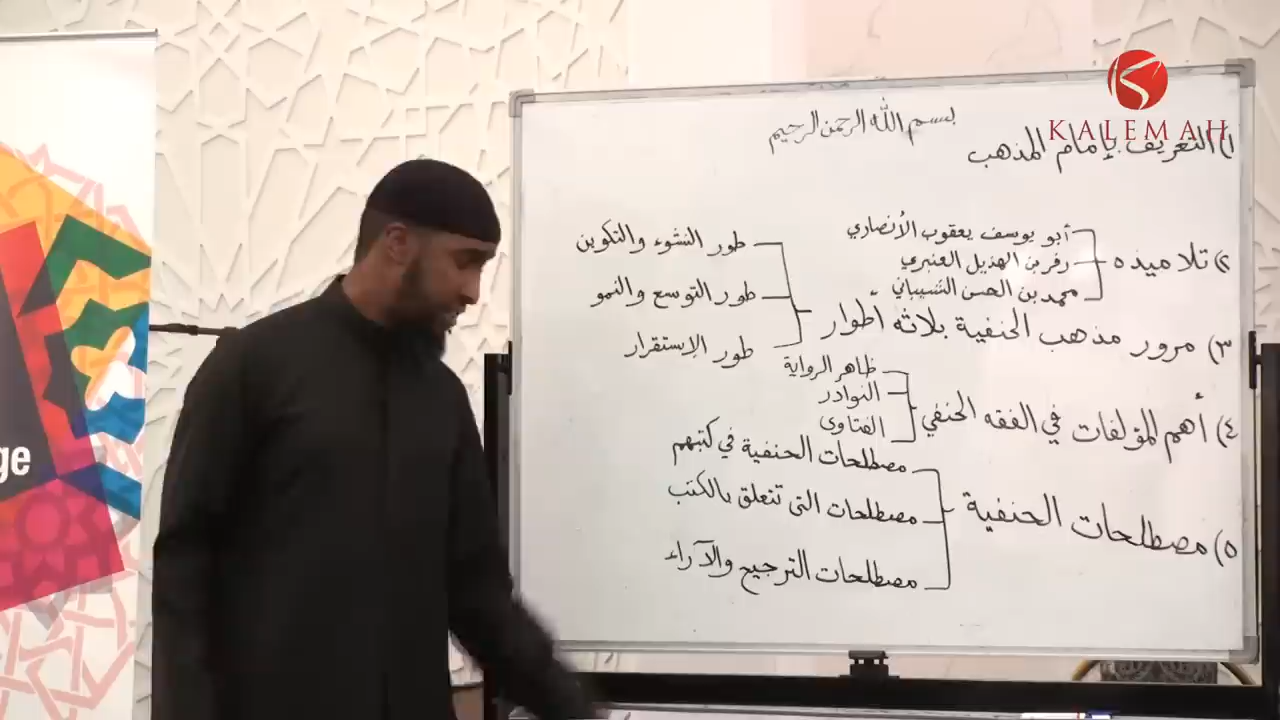 بسم الله الرحمن الرحيم
KALEMAH
١) التعريف بإمام المذهب
٢) تلاميذه
أبو يوسف يعقوب الأنصاري
زفر بن الهذيل العنبري
محمد بن الحسن الشيباني
٣) مرور مذهب الحنفية بثلاثه أطوار
طور النشوء والتكوين
طور التوسع والنمو
طور الإستقرار
٤) أهم المؤلفات في الفقه الحنفي
ظاهر الرواية
النوادر
الفتاوى
٥) مصطلحات الحنفية
مصطلحات الحنفية في كتبهم
مصطلحات التى تتعلق بالكتب
مصطلحات الترجيح والآراء
ge